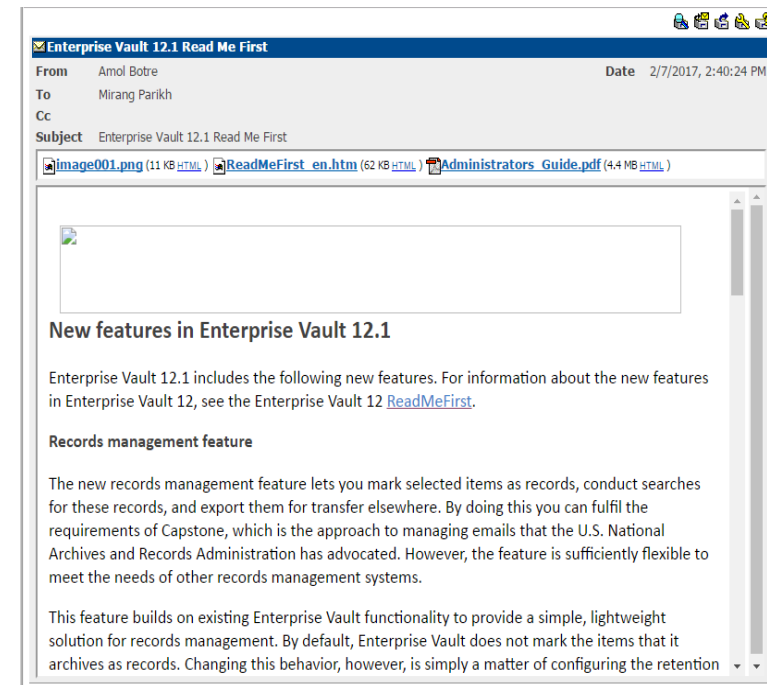 Enterprise Vault 12.1 Read Me First
From Amol Botre Date 2/7/2017, 2:40:24 PM
To Mirang Parikh
Cc
Subject Enterprise Vault 12.1 Read Me First
image001.png (11 KB HTML ) ReadMeFirst_en.htm (62 KB HTML ) Administrators_Guide.pdf (4.4 MB HTML )
New features in Enterprise Vault 12.1
Enterprise Vault 12.1 includes the following new features. For information about the new features
in Enterprise Vault 12, see the Enterprise Vault 12 ReadMeFirst.
Records management feature
The new records management feature lets you mark selected items as records, conduct searches
for these records, and export them for transfer elsewhere. By doing this you can fulfil the
requirements of Capstone, which is the approach to managing emails that the U.S. National
Archives and Records Administration has advocated. However, the feature is sufficiently flexible to
meet the needs of other records management systems.
This feature builds on existing Enterprise Vault functionality to provide a simple, lightweight
solution for records management. By default, Enterprise Vault does not mark the items that it
archives as records. Changing this behavior, however, is simply a matter of configuring the retention